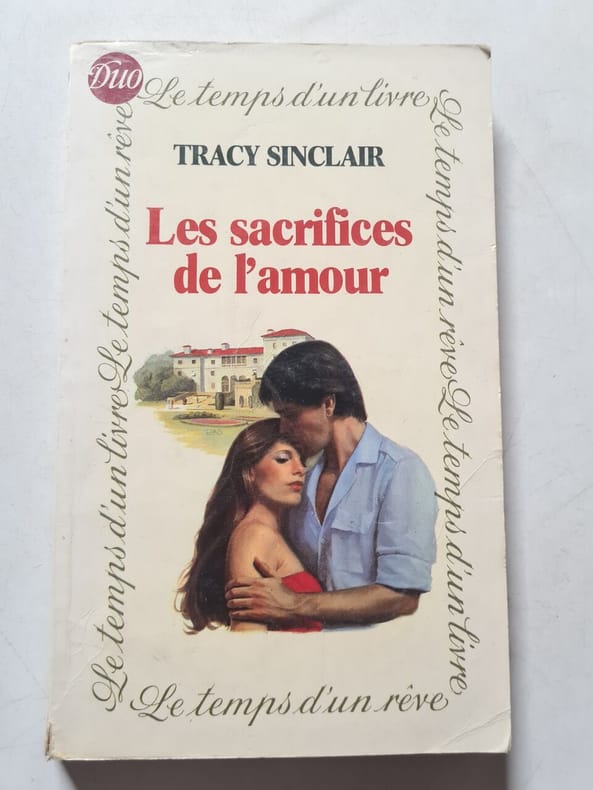 Duo
Le temps d'un livre
TRACY SINCLAIR
Les sacrifices
de l'amour
Le temps d'un livre Le temps d'un rêve
Le temps d'un rêve Le temps d'un livre
Le temps d'un rêve